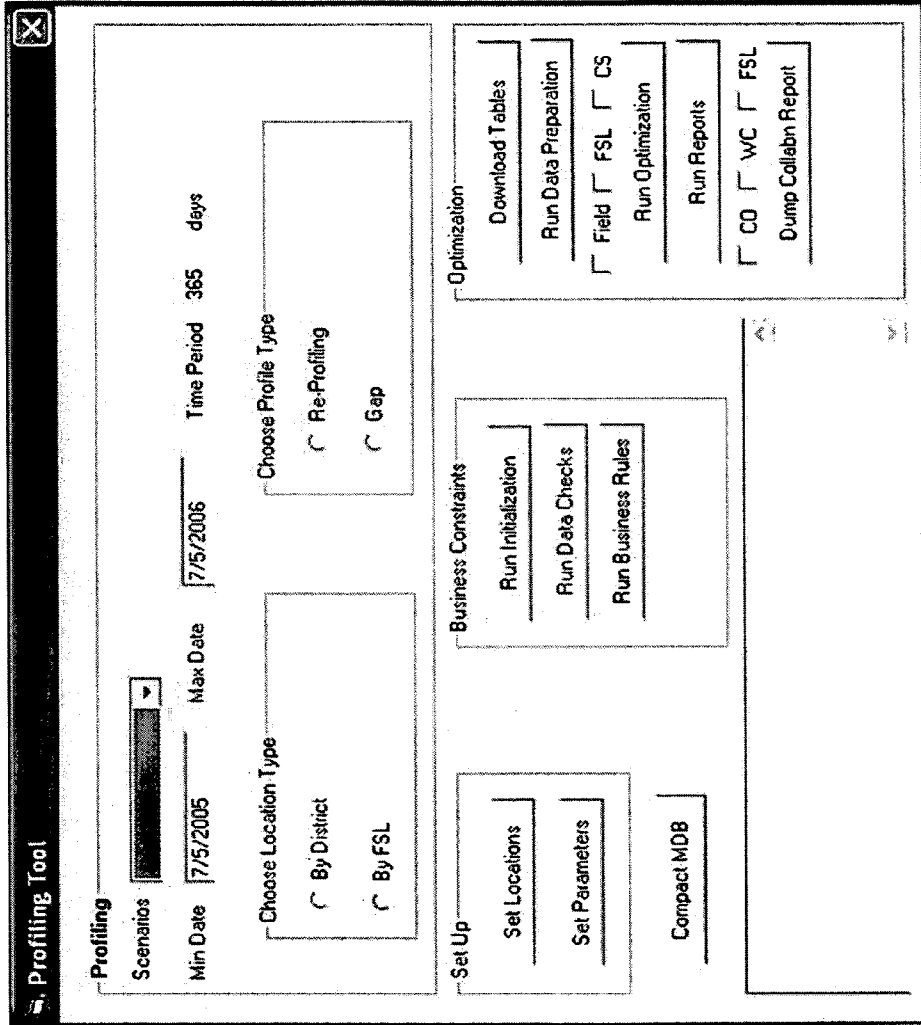 Profiling Tool
Profiling
Scenarios
Min Date 7/5/2005 Max Date 7/5/2006 Time Period 365 days
Choose Location Type
By District
By FSL
Choose Profile Type
Re-Profiling
Gap
Set Up
Set Locations
Set Parameters
Compact MDB
Business Constraints
Run Initialization
Run Data Checks
Run Business Rules
Optimization
Download Tables
Run Data Preparation
Field FSL CS
Run Optimization
Run Reports
CO WC FSL
Dump Collabn Report